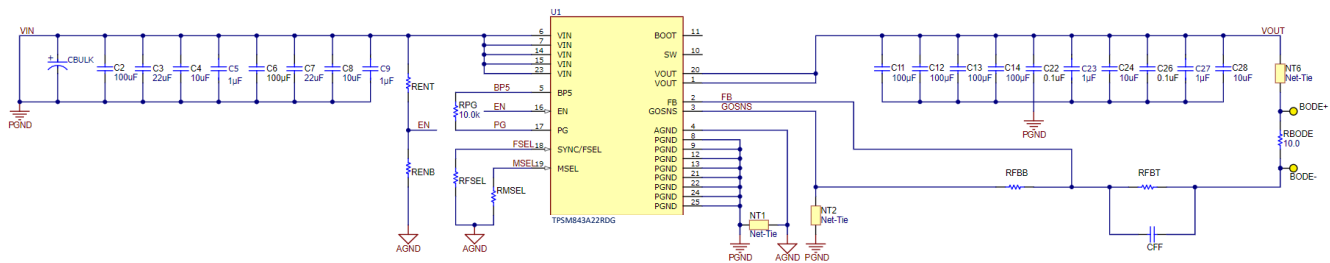 U1
VIN
CBULK
C2
100uF
C3
22uF
C4
10uF
C5
1µF
C6
100µF
C7
22uF
C8
10uF
C9
1µF
PGND
RENT
EN
RENB
AGND
BP5
RPG
10.0k
EN
PG
FSEL
MSEL
RFSEL
RMSEL
AGND
6 VIN
7 VIN
14 VIN
15 VIN
23 VIN
5 BP5
16 EN
17 PG
18 SYNC/FSEL
19 MSEL
BOOT 11
SW 10
VOUT 20
VOUT 1
FB 2
GOSNS 3
AGND 4
PGND 8
PGND 9
PGND 12
PGND 13
PGND 21
PGND 22
PGND 24
PGND 25
TPSM843A22RDG
NT1
Net-Tie
PGND
AGND
NT2
Net-Tie
PGND
FB
GOSNS
VOUT
C11
100µF
C12
100µF
C13
100µF
C14
100µF
C22
0.1uF
C23
1µF
C24
10uF
C26
0.1uF
C27
1µF
C28
10uF
PGND
NT6
Net-Tie
BODE+
RBODE
10.0
BODE-
RFBB
RFBT
CFF